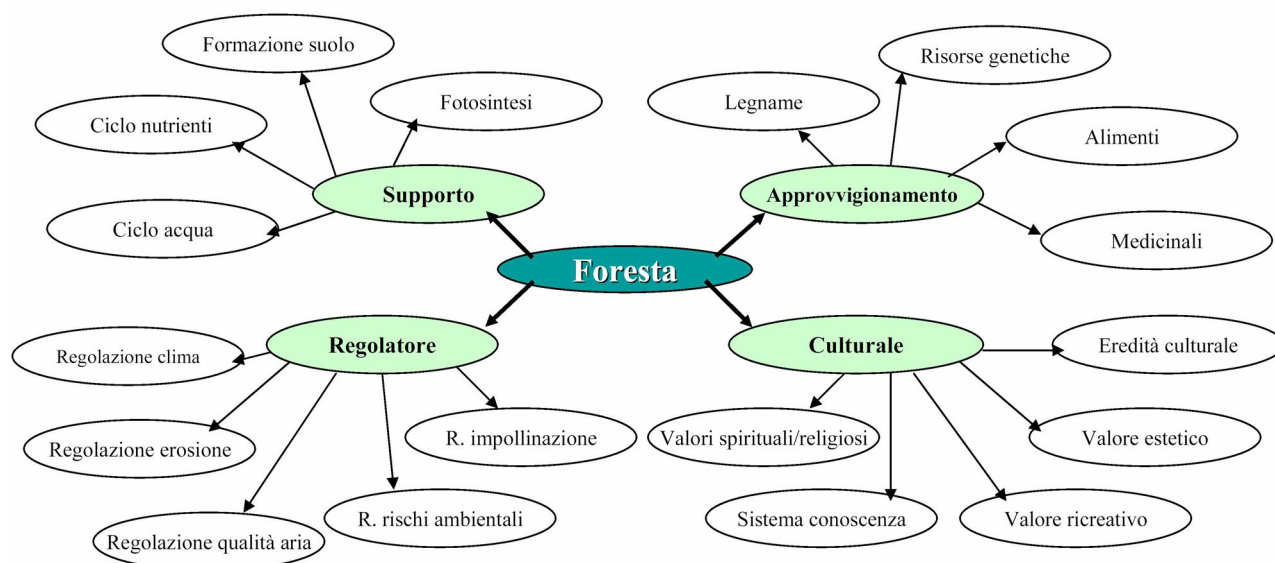 Formazione suolo
Risorse genetiche
Legname
Fotosintesi
Ciclo nutrienti
Alimenti
Supporto
Approvvigionamento
Ciclo acqua
Medicinali
Foresta
Regolatore
Culturale
Eredità culturale
Regolazione clima
R. impollinazione
Valori spirituali/religiosi
Valore estetico
Regolazione erosione
R. rischi ambientali
Sistema conoscenza
Valore ricreativo
Regolazione qualità aria